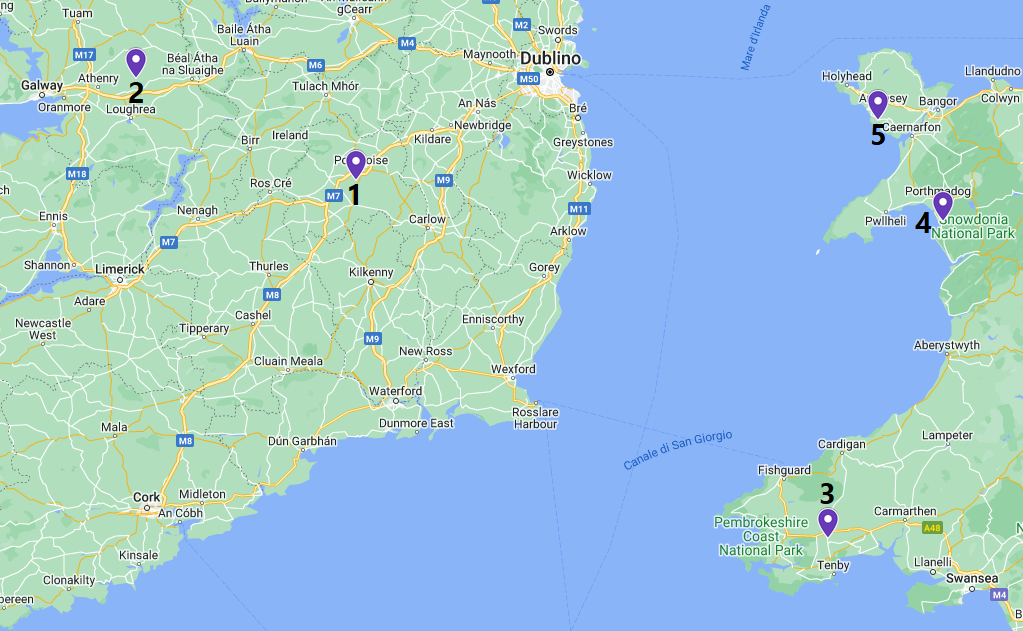 Tuam
gCearr
M2
Swords
Baile Átha
Luain
M4
M17
Béal Átha
na Sluaighe
Maynooth
Dublino
Mare d'Irlanda
M6
M50
Holyhead
Llandudno
Galway
Athenry
2
Tulach Mhór
An Nás
Bré
Bangor
Colwyn
Oranmore
Loughrea
Newbridge
5
Caernarfon
Birr
Ireland
Kildare
Greystones
M18
Ros Cré
M7
1
M9
Wicklow
Porthmadog
Nenagh
M11
Ennis
Carlow
Arklow
Pwllheli
4
Snowdonia
National Park
M7
Shannon
Limerick
Thurles
Kilkenny
Gorey
Adare
M8
Newcastle
West
Cashel
Tipperary
Enniscorthy
M9
Aberystwyth
Cluain Meala
New Ross
Wexford
Waterford
Rosslare
Harbour
Dunmore East
Mala
M8
Dún Garbhán
Canale di San Giorgio
Cardigan
Lampeter
Fishguard
Cork
Midleton
An Cóbh
3
Pembrokeshire
Coast
National Park
Carmarthen
A48
Kinsale
Tenby
Llanelli
Clonakilty
Swansea
M4